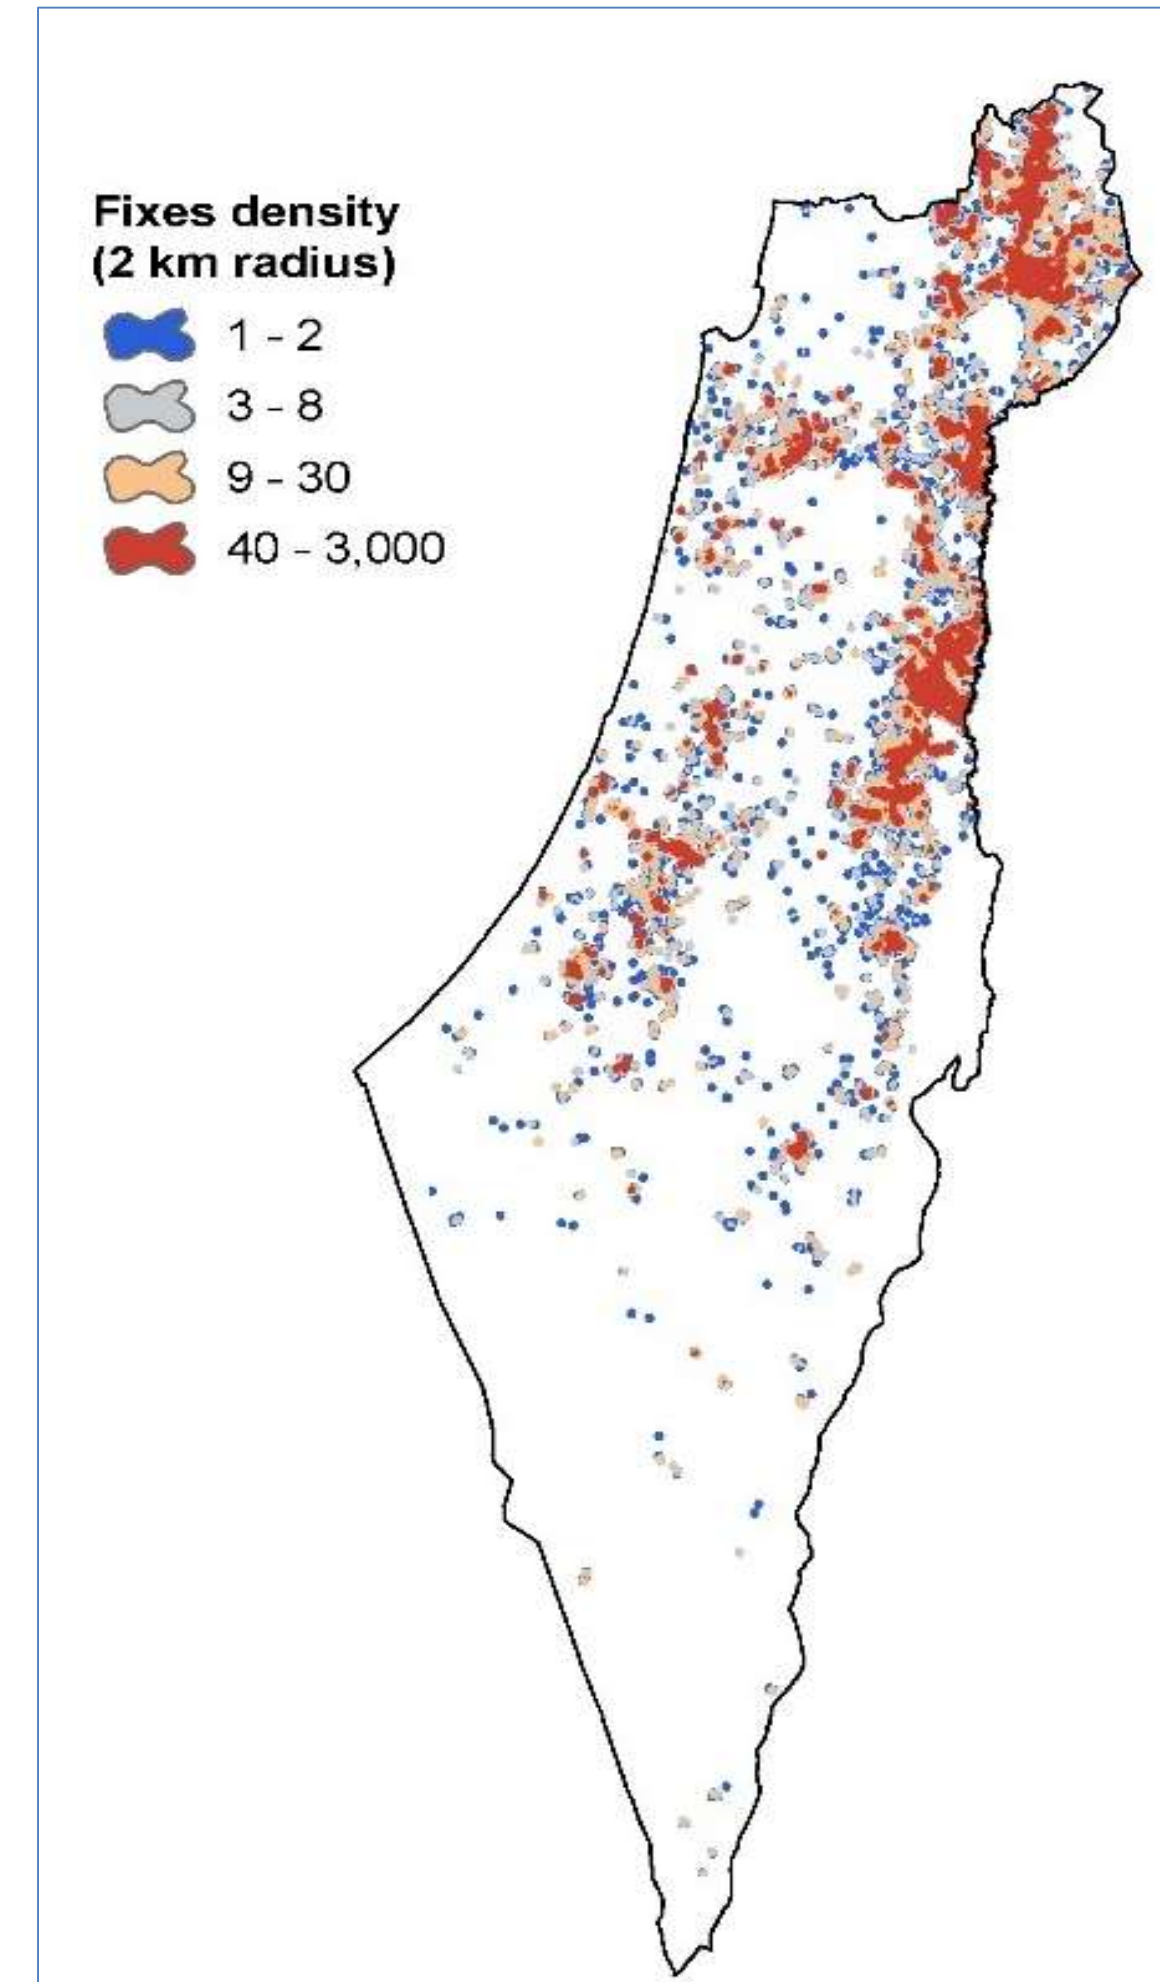 Fixes density
(2 km radius)
1 - 2
3 - 8
9 - 30
40 - 3,000